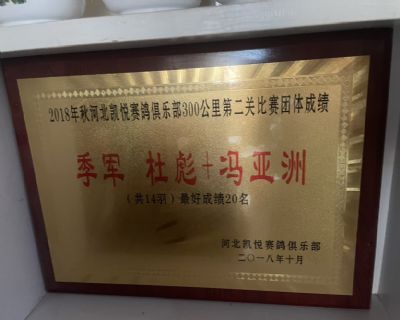 2018年秋河北凯悦赛鸽俱乐部300公里第二关比赛团体成绩
季军 杜彪+冯亚洲
(共14羽)最好成绩20名
河北凯悦赛鸽俱乐部
二〇一八年十月